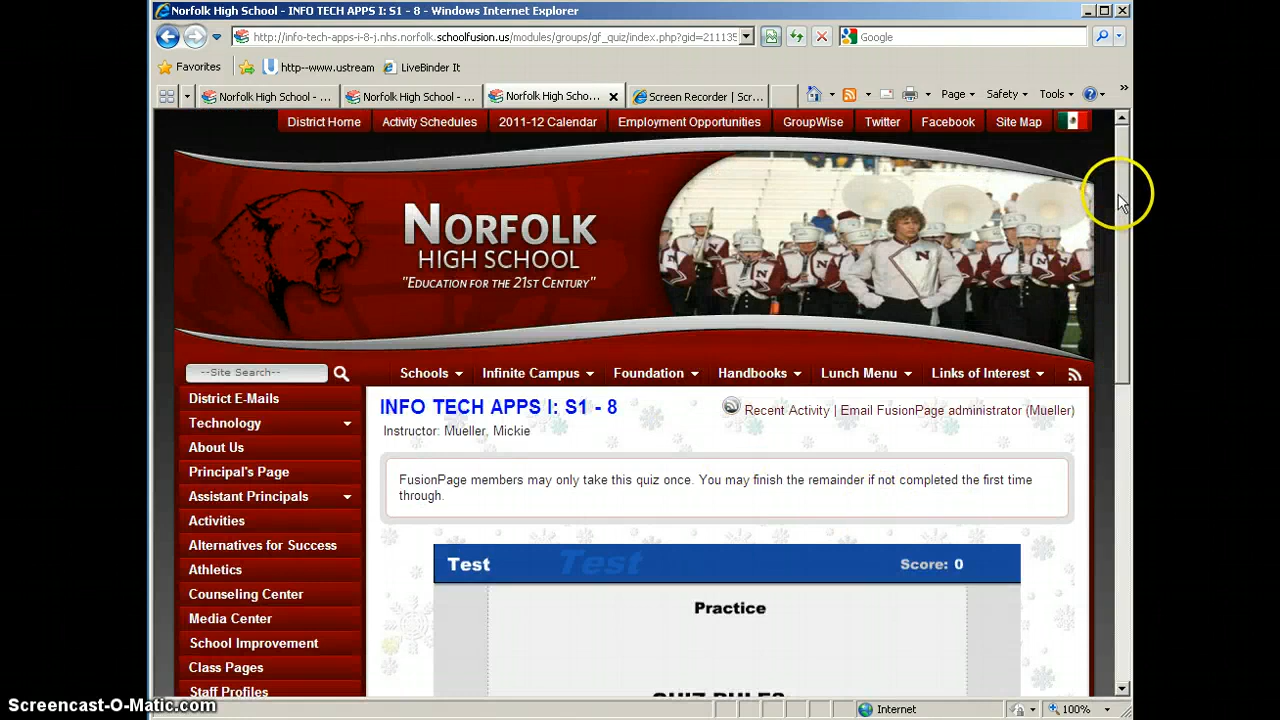 Norfolk High School - INFO TECH APPS I: S1 - 8 - Windows Internet Explorer
http://info-tech-apps-i-8-j.nhs.norfolk.schoolfusion.us/modules/groups/gf_quiz/index.php?gid=211135
Google
Favorites
http--www.ustream
LiveBinder It
Norfolk High School - ...
Norfolk High School - ...
Norfolk High Scho...
Screen Recorder | Scr...
Page
Safety
Tools
District Home
Activity Schedules
2011-12 Calendar
Employment Opportunities
GroupWise
Twitter
Facebook
Site Map
NORFOLK
HIGH SCHOOL
"EDUCATION FOR THE 21ST CENTURY"
N
N
N
N
--Site Search--
Schools
Infinite Campus
Foundation
Handbooks
Lunch Menu
Links of Interest
District E-Mails
Technology
About Us
Principal's Page
Assistant Principals
Activities
Alternatives for Success
Athletics
Counseling Center
Media Center
School Improvement
Class Pages
Staff Profiles
INFO TECH APPS I: S1 - 8
Recent Activity | Email FusionPage administrator (Mueller)
Instructor: Mueller, Mickie
FusionPage members may only take this quiz once. You may finish the remainder if not completed the first time
through.
Test
Test
Score: 0
Practice
QUIZ RULES
Internet
100%
Screencast-O-Matic.com